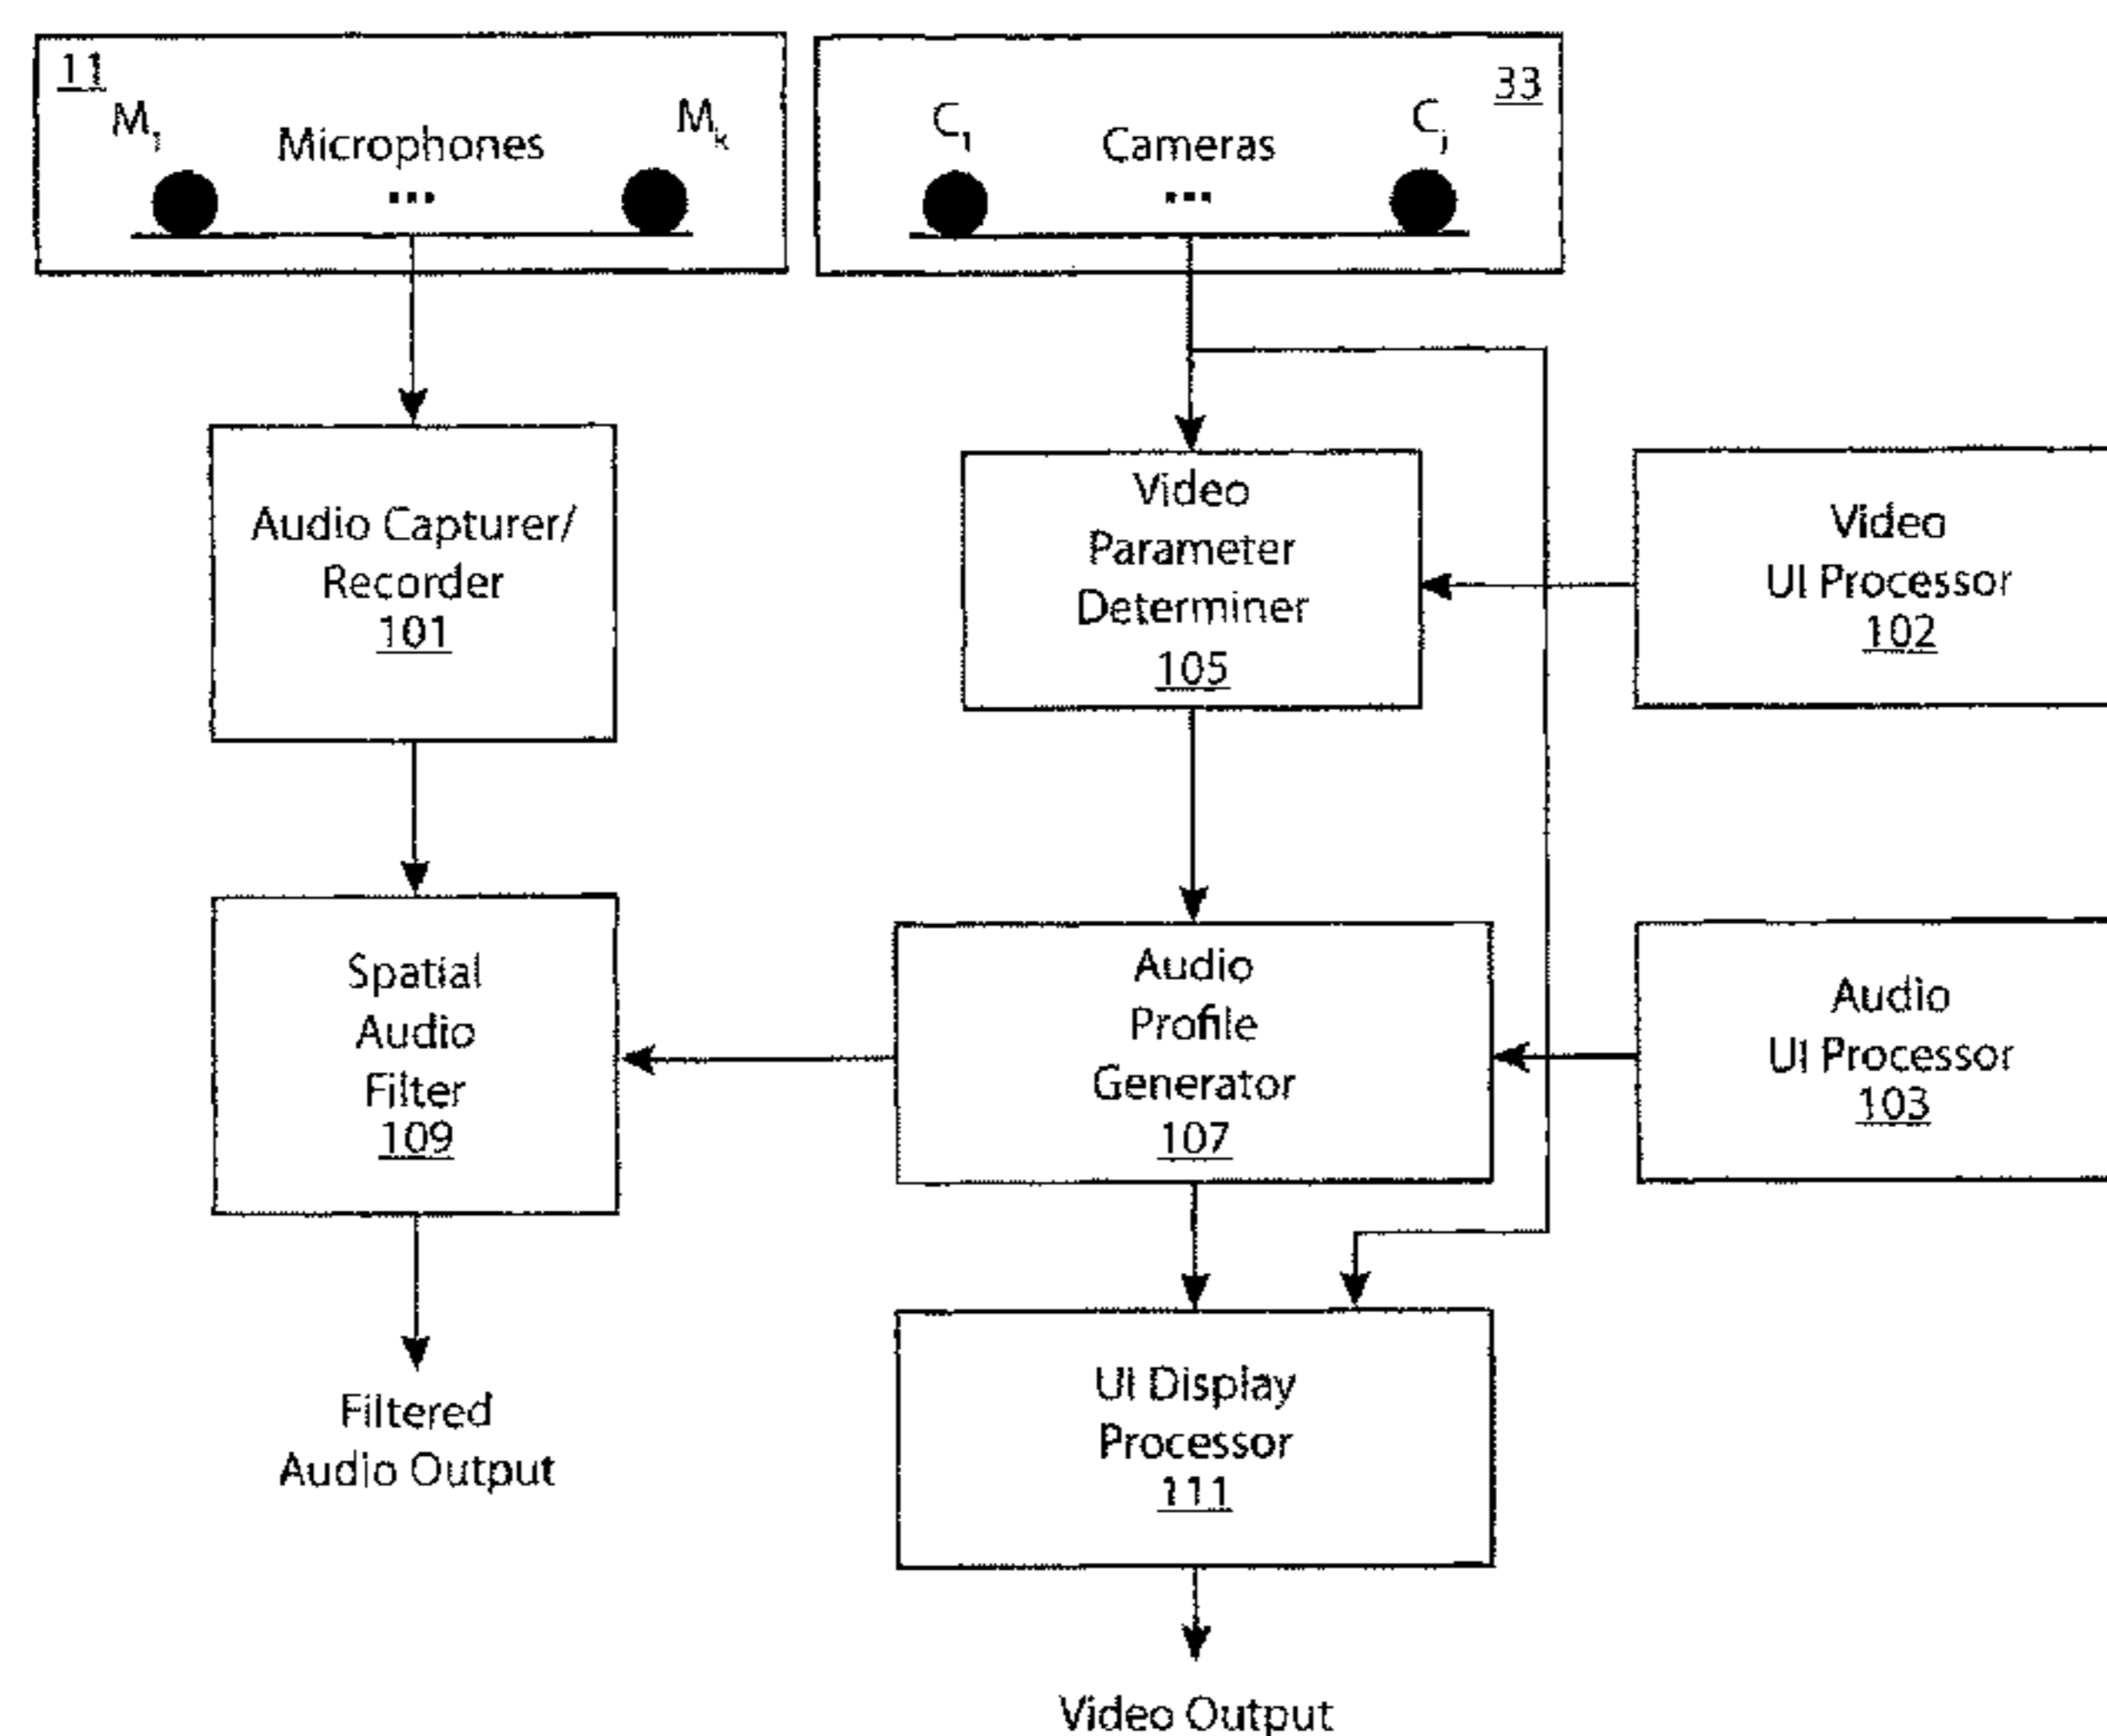 11
M1 Microphones Mk
...
33
C1 Cameras Cj
...
Audio Capturer/
Recorder
101
Video
Parameter
Determiner
105
Video
UI Processor
102
Spatial
Audio
Filter
109
Audio
Profile
Generator
107
Audio
UI Processor
103
Filtered
Audio Output
UI Display
Processor
111
Video Output